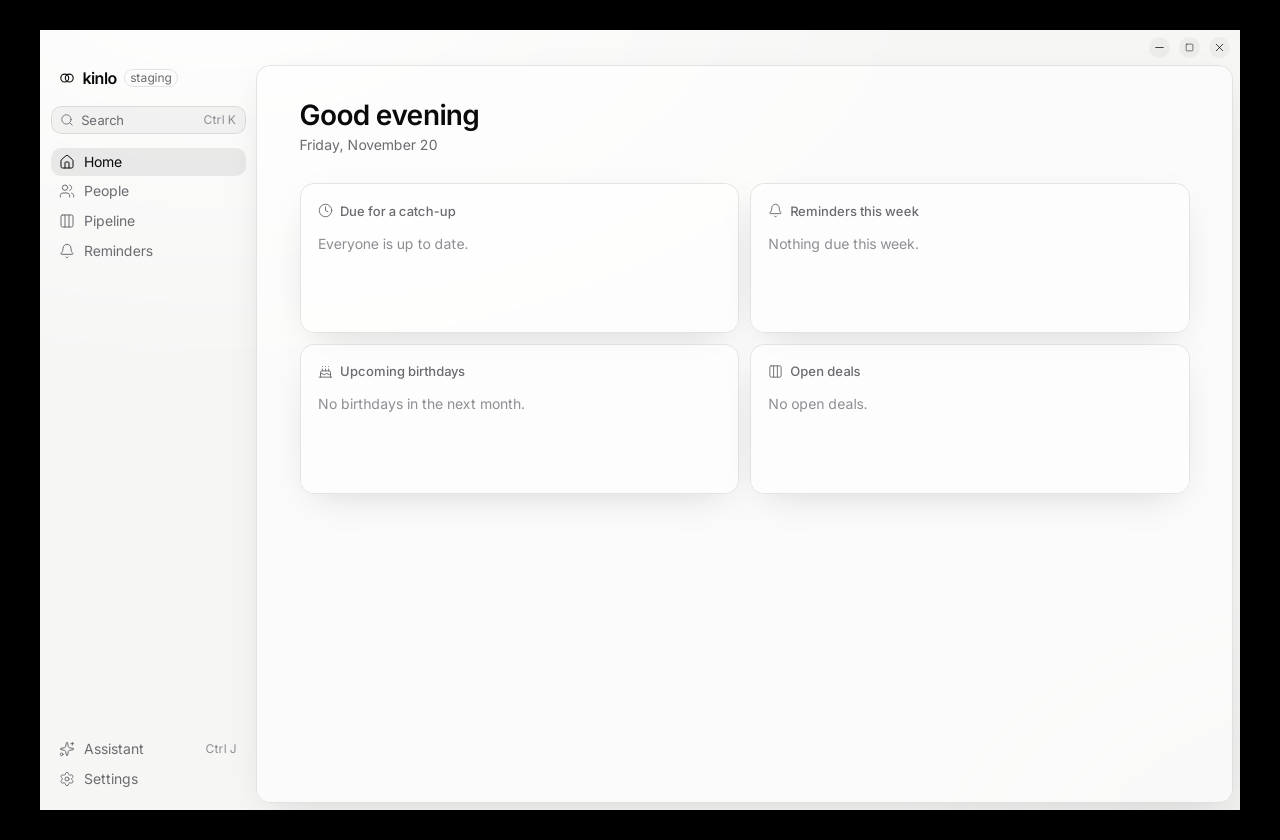 kinlo staging
Search Ctrl K
Home
People
Pipeline
Reminders
Assistant Ctrl J
Settings
Good evening
Friday, November 20
Due for a catch-up
Everyone is up to date.
Reminders this week
Nothing due this week.
Upcoming birthdays
No birthdays in the next month.
Open deals
No open deals.